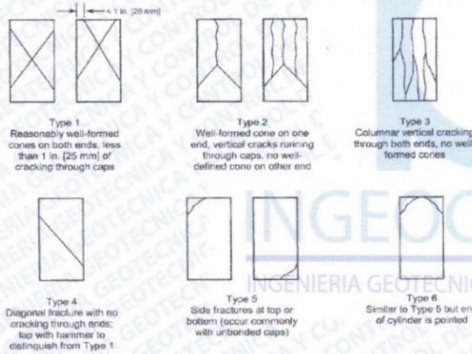 < 1 in. [25 mm]
Type 1
Reasonably well-formed
cones on both ends, less
than 1 in. [25 mm] of
cracking through caps
Type 2
Well-formed cone on one
end, vertical cracks running
through caps, no well-
defined cone on other end
Type 3
Columnar vertical cracking
through both ends, no well-
formed cones
Type 4
Diagonal fracture with no
cracking through ends;
tap with hammer to
distinguish from Type 1
Type 5
Side fractures at top or
bottom (occur commonly
with unbonded caps)
Type 6
Similar to Type 5 but end
of cylinder is pointed
INGEOC
INGENIERIA GEOTECNIC